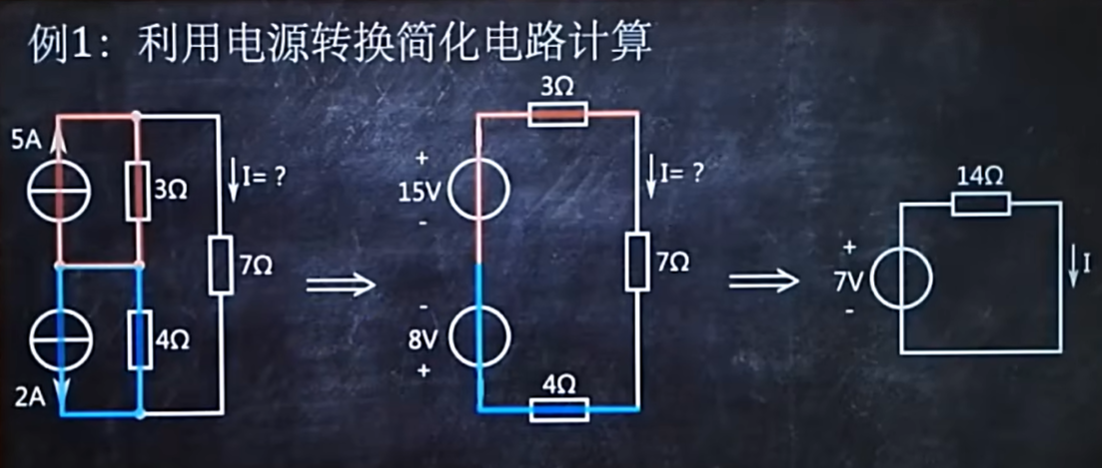 例1：利用电源转换简化电路计算
5A
3Ω
I= ?
7Ω
4Ω
2A
3Ω
+
15V
-
I= ?
7Ω
-
8V
+
4Ω
14Ω
+
7V
-
I